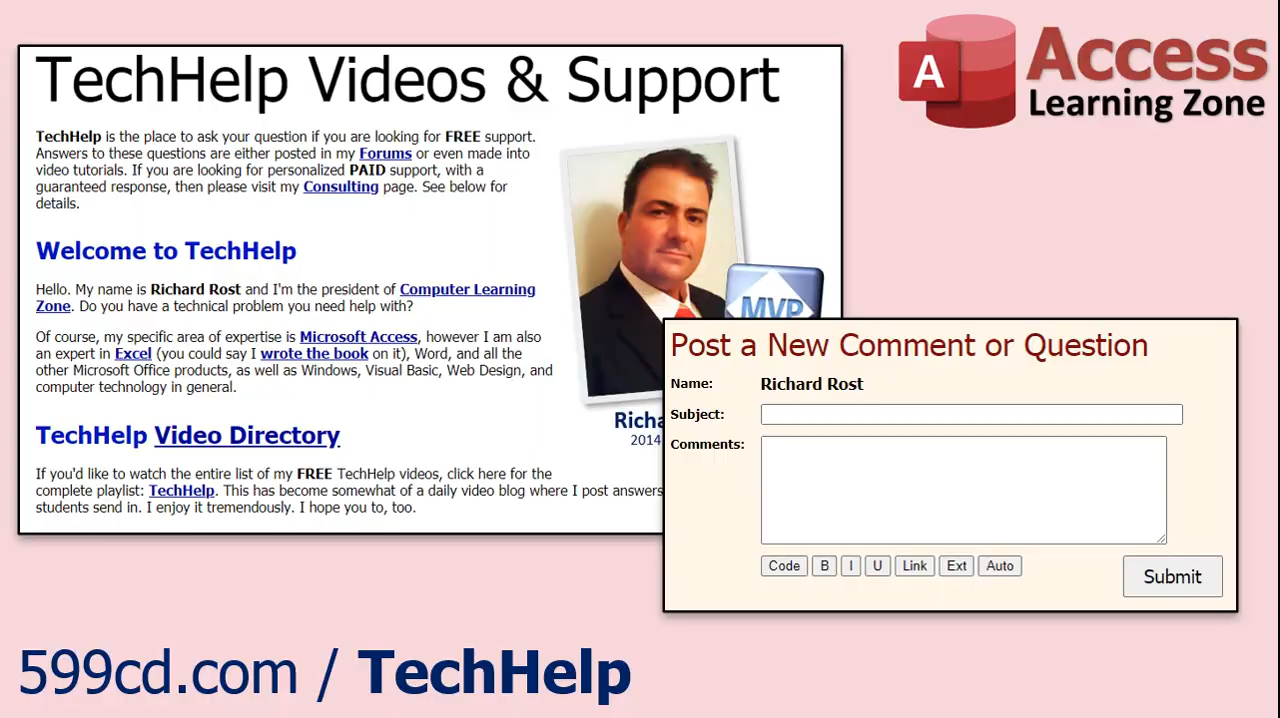 TechHelp Videos & Support
TechHelp is the place to ask your question if you are looking for FREE support.
Answers to these questions are either posted in my Forums or even made into
video tutorials. If you are looking for personalized PAID support, with a
guaranteed response, then please visit my Consulting page. See below for
details.
Welcome to TechHelp
Hello. My name is Richard Rost and I'm the president of Computer Learning
Zone. Do you have a technical problem you need help with?
Of course, my specific area of expertise is Microsoft Access, however I am also
an expert in Excel (you could say I wrote the book on it), Word, and all the
other Microsoft Office products, as well as Windows, Visual Basic, Web Design, and
computer technology in general.
TechHelp Video Directory
If you'd like to watch the entire list of my FREE TechHelp videos, click here for the
complete playlist: TechHelp. This has become somewhat of a daily video blog where I post answers
students send in. I enjoy it tremendously. I hope you to, too.
MVP
Richa
2014
A
Access
Learning Zone
Post a New Comment or Question
Name: Richard Rost
Subject:
Comments:
Code B I U Link Ext Auto
Submit
599cd.com / TechHelp